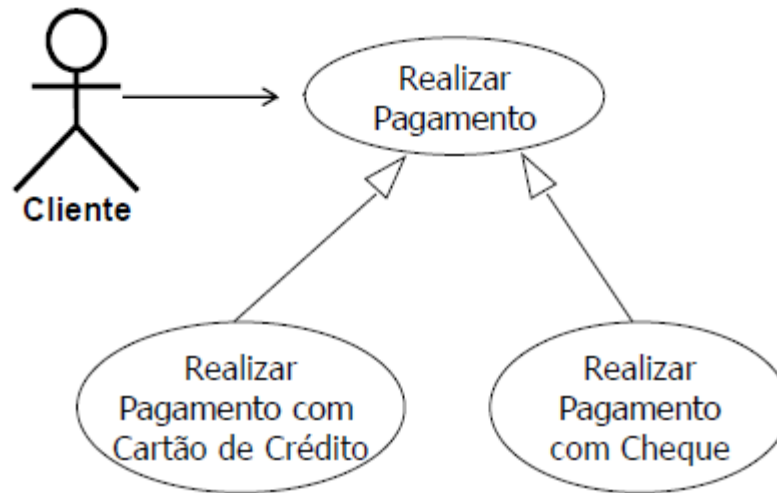 Realizar
Pagamento
Cliente
Realizar
Pagamento com
Cartão de Crédito
Realizar
Pagamento
com Cheque